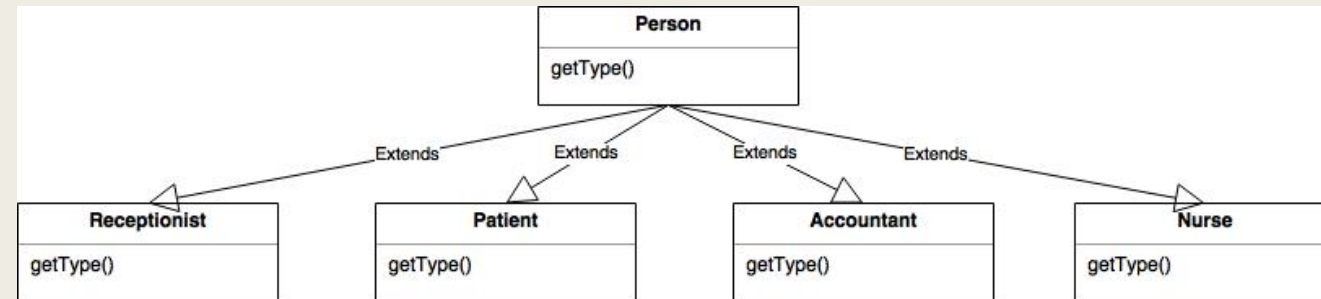 Person
getType()
Extends Extends Extends Extends
Receptionist Patient Accountant Nurse
getType() getType() getType() getType()